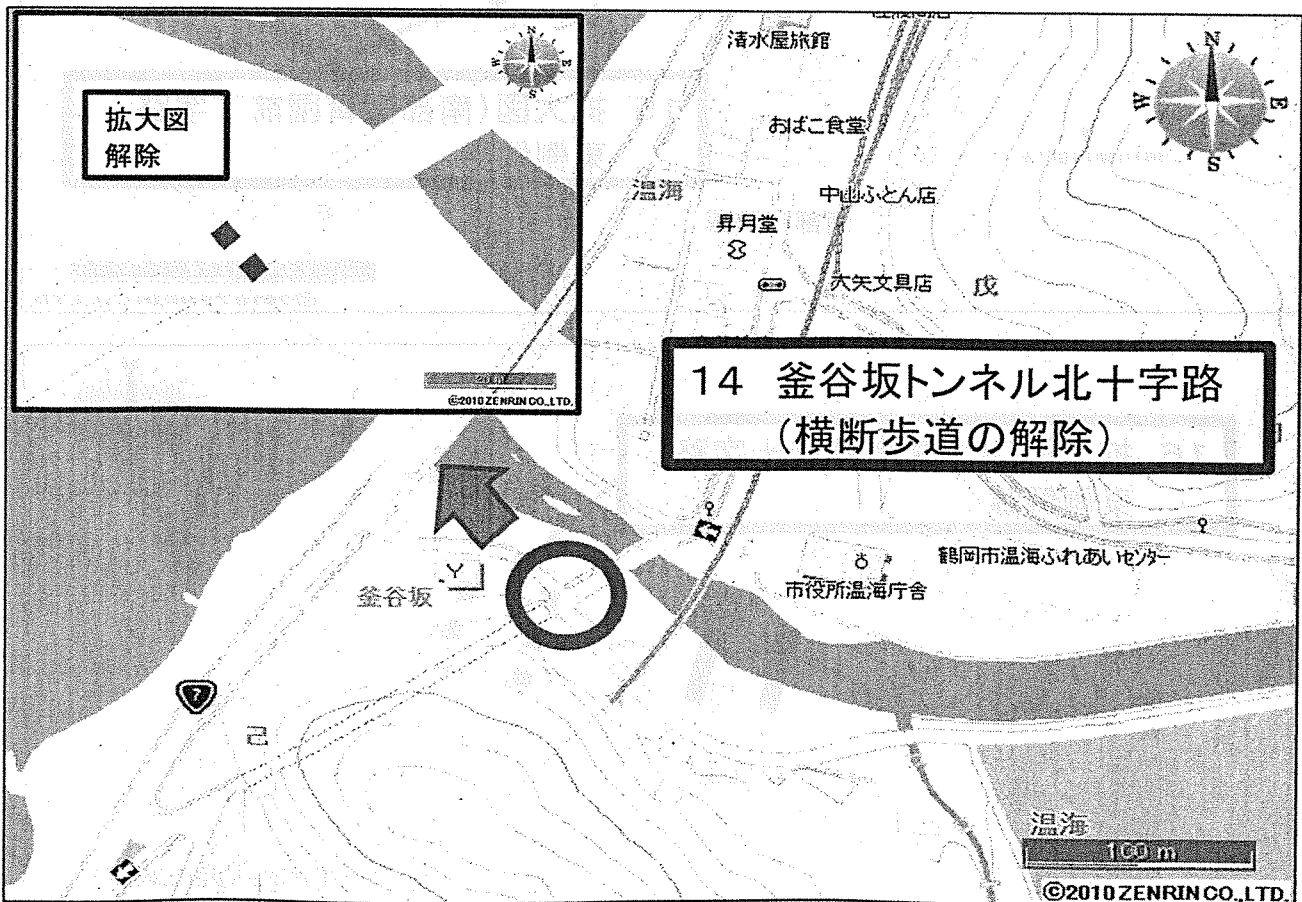 拡大図
解除
N
W
E
S
©2010 ZENRIN CO.,LTD.
清水屋旅館
おばこ食堂
中山ふとん店
温海
昇月堂
大矢文具店
戊
N
W
E
S
14 釜谷坂トンネル北十字路
(横断歩道の解除)
鶴岡市温海ふれあいセンター
市役所温海庁舎
釜谷坂
7
己
温海
100 m
©2010 ZENRIN CO.,LTD.